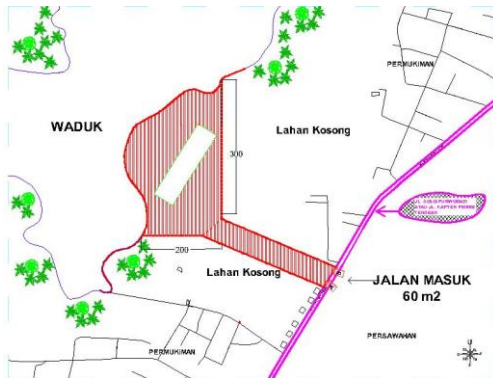 PERMUKIMAN
WADUK
Lahan Kosong
300
200
Lahan Kosong
JALAN MASUK
60 m2
PERMUKIMAN
PERSAWAHAN
U